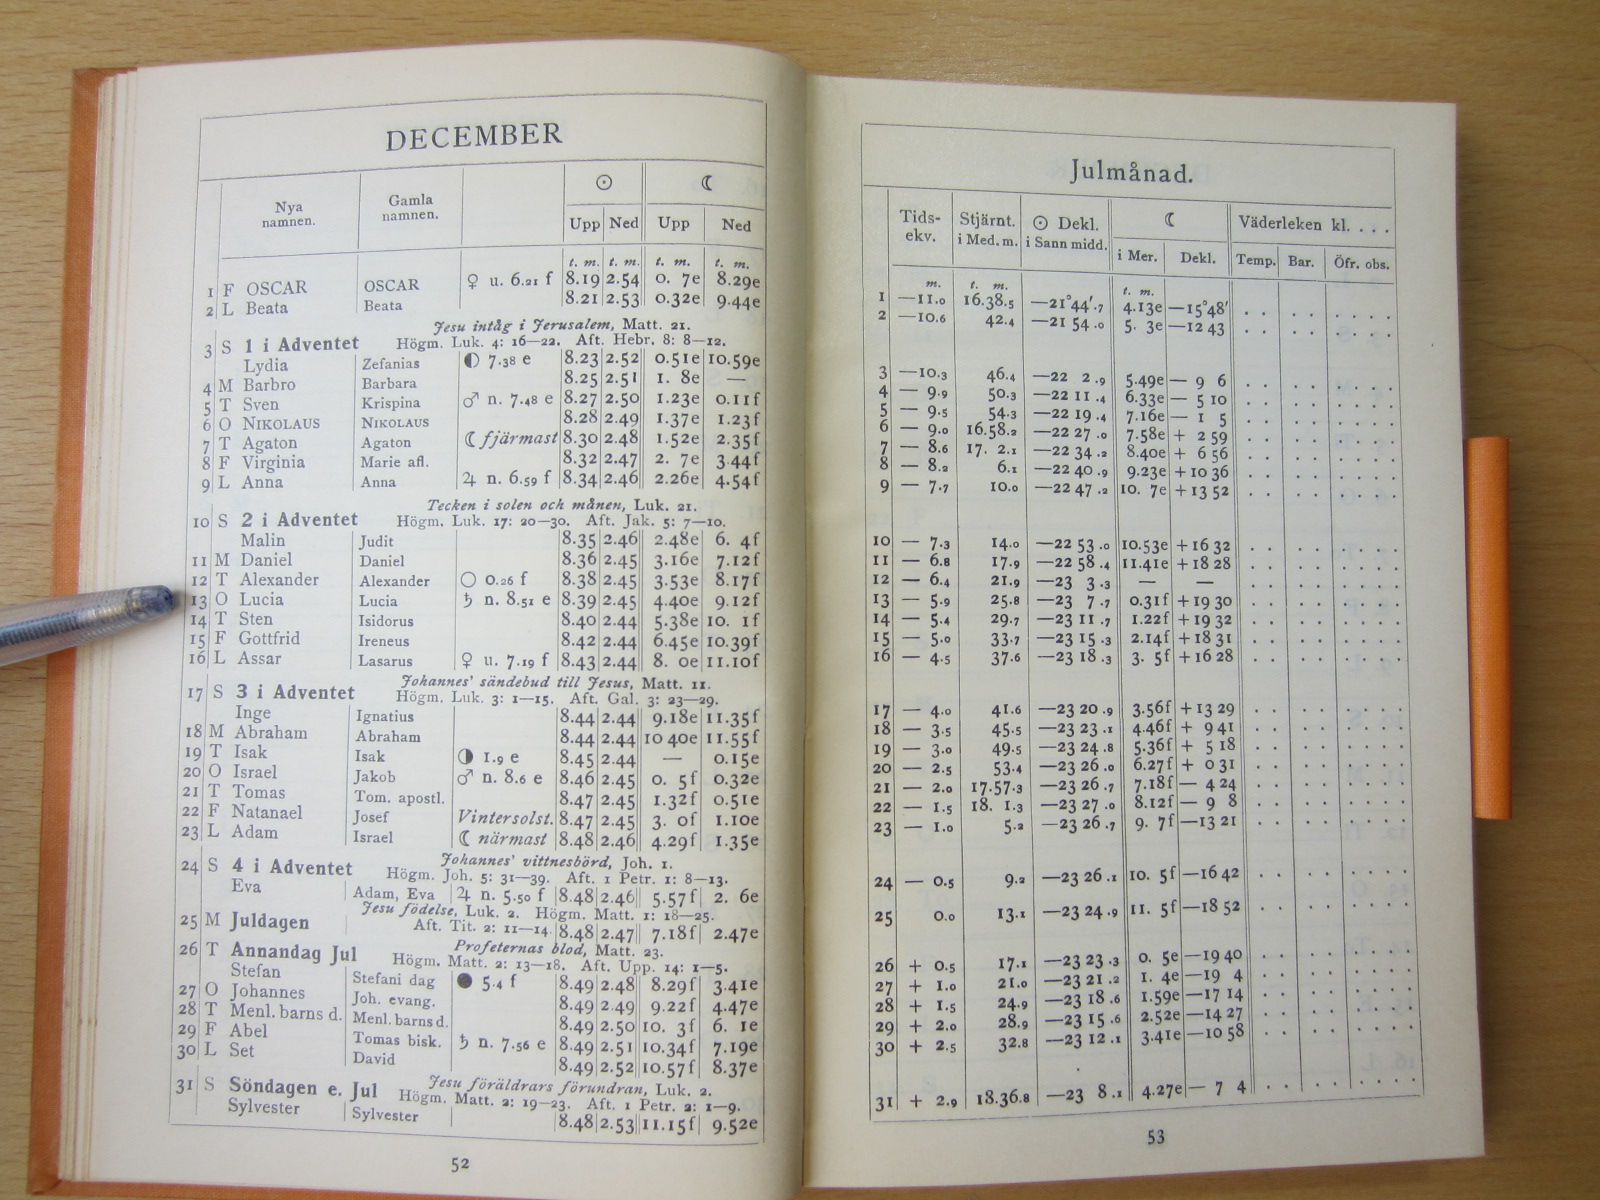 DECEMBER
Nya namnen. Gamla namnen. ☉ ☾
Upp Ned Upp Ned
t. m. t. m. t. m. t. m.
1 F OSCAR OSCAR ♀ u. 6.21 f 8.19 2.54 0. 7e 8.29e
2 L Beata Beata 8.21 2.53 0.32e 9.44e
Jesu intåg i Jerusalem, Matt. 21.
3 S 1 i Adventet Högm. Luk. 4: 16—22. Aft. Hebr. 8: 8—12.
Lydia Zefanias ◐ 7.38 e 8.23 2.52 0.51e 10.59e
4 M Barbro Barbara 8.25 2.51 1. 8e —
5 T Sven Krispina ♂ n. 7.48 e 8.27 2.50 1.23e 0.11f
6 O NIKOLAUS NIKOLAUS 8.28 2.49 1.37e 1.23f
7 T Agaton Agaton ☾ fjärmast 8.30 2.48 1.52e 2.35f
8 F Virginia Marie afl. 8.32 2.47 2. 7e 3.44f
9 L Anna Anna ♃ n. 6.59 f 8.34 2.46 2.26e 4.54f
Tecken i solen och månen, Luk. 21.
10 S 2 i Adventet Högm. Luk. 17: 20—30. Aft. Jak. 5: 7—10.
Malin Judit 8.35 2.46 2.48e 6. 4f
11 M Daniel Daniel 8.36 2.45 3.16e 7.12f
12 T Alexander Alexander ○ 0.26 f 8.38 2.45 3.53e 8.17f
13 O Lucia Lucia ♄ n. 8.51 e 8.39 2.45 4.40e 9.12f
14 T Sten Isidorus 8.40 2.44 5.38e 10. 1f
15 F Gottfrid Ireneus 8.42 2.44 6.45e 10.39f
16 L Assar Lasarus ♀ u. 7.19 f 8.43 2.44 8. 0e 11.10f
Johannes' sändebud till Jesus, Matt. 11.
17 S 3 i Adventet Högm. Luk. 3: 1—15. Aft. Gal. 3: 23—29.
Inge Ignatius 8.44 2.44 9.18e 11.35f
18 M Abraham Abraham 8.44 2.44 10 40e 11.55f
19 T Isak Isak ◑ 1.9 e 8.45 2.44 — 0.15e
20 O Israel Jakob ♂ n. 8.6 e 8.46 2.45 0. 5f 0.32e
21 T Tomas Tom. apostl. 8.47 2.45 1.32f 0.51e
22 F Natanael Josef Vintersolst. 8.47 2.45 3. 0f 1.10e
23 L Adam Israel ☾ närmast 8.48 2.46 4.29f 1.35e
Johannes' vittnesbörd, Joh. 1.
24 S 4 i Adventet Högm. Joh. 5: 31—39. Aft. 1 Petr. 1: 8—13.
Eva Adam, Eva ♃ n. 5.50 f 8.48 2.46 5.57f 2. 6e
Jesu födelse, Luk. 2. Högm. Matt. 1: 18—25.
25 M Juldagen Aft. Tit. 2: 11—14. 8.48 2.47 7.18f 2.47e
Profeternas blod, Matt. 23.
26 T Annandag Jul Högm. Matt. 2: 13—18. Aft. Upp. 14: 1—5.
Stefan Stefani dag ● 5.4 f 8.49 2.48 8.29f 3.41e
27 O Johannes Joh. evang. 8.49 2.49 9.22f 4.47e
28 T Menl. barns d. Menl. barns d. 8.49 2.50 10. 3f 6. 1e
29 F Abel Tomas bisk. ♄ n. 7.56 e 8.49 2.51 10.34f 7.19e
30 L Set David 8.49 2.52 10.57f 8.37e
Jesu föräldrars förundran, Luk. 2.
31 S Söndagen e. Jul Högm. Matt. 2: 19—23. Aft. 1 Petr. 2: 1—9.
Sylvester Sylvester 8.48 2.53 11.15f 9.52e
52
Julmånad.
Tids-ekv. Stjärnt. i Med. m. ☉ Dekl. i Sann midd. ☾ Väderleken kl. . . .
i Mer. Dekl. Temp. Bar. Öfr. obs.
m. t. m. t. m.
1 —11.0 16.38.5 —21°44'.7 4.13e —15°48'
2 —10.6 42.4 —21 54.0 5. 3e —12 43
3 —10.3 46.4 —22 2.9 5.49e — 9 6
4 — 9.9 50.3 —22 11.4 6.33e — 5 10
5 — 9.5 54.3 —22 19.4 7.16e — 1 5
6 — 9.0 16.58.2 —22 27.0 7.58e + 2 59
7 — 8.6 17. 2.1 —22 34.2 8.40e + 6 56
8 — 8.2 6.1 —22 40.9 9.23e +10 36
9 — 7.7 10.0 —22 47.2 10. 7e +13 52
10 — 7.3 14.0 —22 53.0 10.53e +16 32
11 — 6.8 17.9 —22 58.4 11.41e +18 28
12 — 6.4 21.9 —23 3.3 — —
13 — 5.9 25.8 —23 7.7 0.31f +19 30
14 — 5.4 29.7 —23 11.7 1.22f +19 32
15 — 5.0 33.7 —23 15.3 2.14f +18 31
16 — 4.5 37.6 —23 18.3 3. 5f +16 28
17 — 4.0 41.6 —23 20.9 3.56f +13 29
18 — 3.5 45.5 —23 23.1 4.46f + 9 41
19 — 3.0 49.5 —23 24.8 5.36f + 5 18
20 — 2.5 53.4 —23 26.0 6.27f + 0 31
21 — 2.0 17.57.3 —23 26.7 7.18f — 4 24
22 — 1.5 18. 1.3 —23 27.0 8.12f — 9 8
23 — 1.0 5.2 —23 26.7 9. 7f —13 21
24 — 0.5 9.2 —23 26.1 10. 5f —16 42
25 0.0 13.1 —23 24.9 11. 5f —18 52
26 + 0.5 17.1 —23 23.3 0. 5e —19 40
27 + 1.0 21.0 —23 21.2 1. 4e —19 4
28 + 1.5 24.9 —23 18.6 1.59e —17 14
29 + 2.0 28.9 —23 15.6 2.52e —14 27
30 + 2.5 32.8 —23 12.1 3.41e —10 58
31 + 2.9 18.36.8 —23 8.1 4.27e — 7 4
53